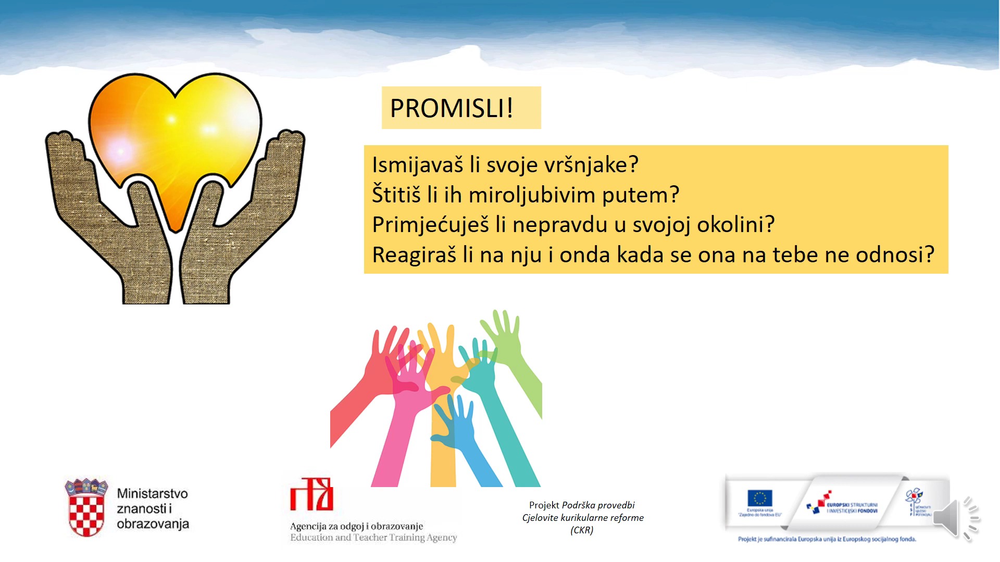 PROMISLI!
Ismijavaš li svoje vršnjake?
Štitiš li ih miroljubivim putem?
Primjećuješ li nepravdu u svojoj okolini?
Reagiraš li na nju i onda kada se ona na tebe ne odnosi?
Ministarstvo
znanosti i
obrazovanja
Agencija za odgoj i obrazovanje
Education and Teacher Training Agency
Projekt Podrška provedbi
Cjelovite kurikularne reforme
(CKR)
Europska unija
"Zajedno do fondova EU"
EUROPSKI STRUKTURNI
I INVESTICIJSKI FONDOVI
Projekt je sufinancirala Europska unija iz Europskog socijalnog fonda.